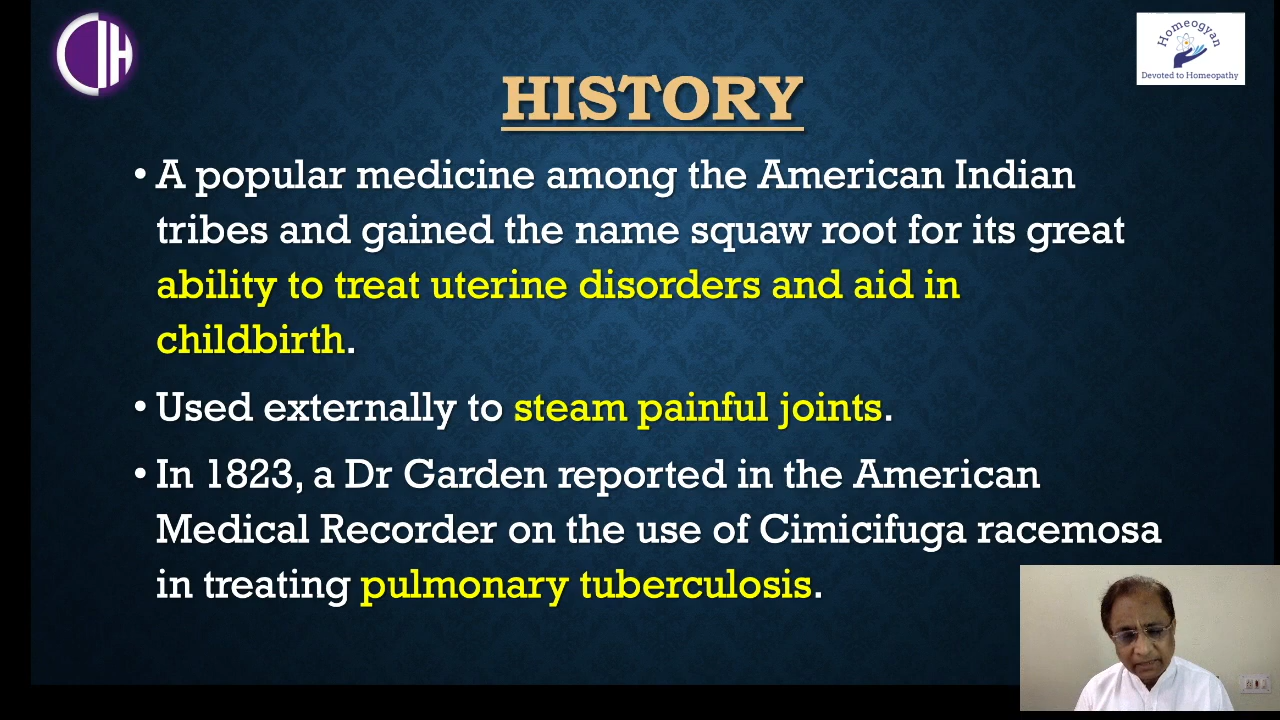 CIH
Homeogyan
Devoted to Homeopathy
HISTORY
• A popular medicine among the American Indian
tribes and gained the name squaw root for its great
ability to treat uterine disorders and aid in
childbirth.
• Used externally to steam painful joints.
• In 1823, a Dr Garden reported in the American
Medical Recorder on the use of Cimicifuga racemosa
in treating pulmonary tuberculosis.